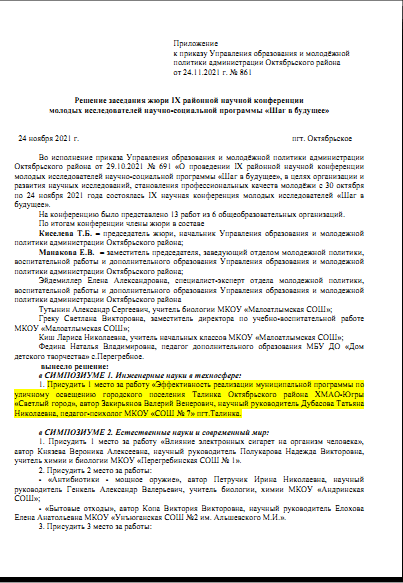 Приложение
к приказу Управления образования и молодёжной
политики администрации Октябрьского района
от 24.11.2021 г. № 861
Решение заседания жюри IX районной научной конференции
молодых исследователей научно-социальной программы «Шаг в будущее»
24 ноября 2021 г. пгт. Октябрьское
Во исполнение приказа Управления образования и молодёжной политики администрации
Октябрьского района от 29.10.2021 г № 691 «О проведении IX районной научной конференции
молодых исследователей научно-социальной программы «Шаг в будущее», в целях организации и
развития научных исследований, становления профессиональных качеств молодёжи с 30 октября
по 24 ноября 2021 года состоялась IX научная конференция молодых исследователей «Шаг в
будущее».
На конференцию было представлено 13 работ из 6 общеобразовательных организаций.
По итогам конференции члены жюри в составе
Киселева Т.Б. – председатель жюри, начальник Управления образования и молодежной
политики администрации Октябрьского района;
Манакова Е.В. – заместитель председателя, заведующий отделом молодежной политики,
воспитательной работы и дополнительного образования Управления образования и молодежной
политики администрации Октябрьского района;
Эйдемиллер Елена Александровна, специалист-эксперт отдела молодежной политики,
воспитательной работы и дополнительного образования Управления образования и молодежной
политики администрации Октябрьского района
Тутынин Александр Сергеевич, учитель биологии МКОУ «Малоатлымская СОШ»;
Греку Светлана Викторовна, заместитель директора по учебно-воспитательной работе
МКОУ «Малоатлымская СОШ»;
Киш Лариса Николаевна, учитель начальных классов МКОУ «Малоатлымская СОШ»;
Федина Наталья Владимировна, педагог дополнительного образования МБУ ДО «Дом
детского творчества» с.Перегребное.
вынесло решение:
в СИМПОЗИУМЕ 1. Инженерные науки в техносфере:
1. Присудить 1 место за работу «Эффективность реализации муниципальной программы по
уличному освещению городского поселения Талинка Октябрьского района ХМАО-Югры
«Светлый город», автор Закирьянов Валерий Венерович, научный руководитель Дубасова Татьяна
Николаевна, педагог-психолог МКОУ «СОШ № 7» пгт.Талинка.
в СИМПОЗИУМЕ 2. Естественные науки и современный мир:
1. Присудить 1 место за работу «Влияние электронных сигарет на организм человека»,
автор Князева Вероника Алексеевна, научный руководитель Полукарова Надежда Викторовна,
учитель химии и биологии МКОУ «Перегребинская СОШ № 1».
2. Присудить 2 место за работы:
- «Антибиотики - мощное оружие», автор Петручик Ирина Николаевна, научный
руководитель Генкель Александр Валерьевич, учитель биологии, химии МКОУ «Андринская
СОШ»;
- «Бытовые отходы», автор Копа Виктория Викторовна, научный руководитель Елохова
Елена Анатольевна МКОУ «Унъюганская СОШ №2 им. Альшевского М.И.».
3. Присудить 3 место за работы: